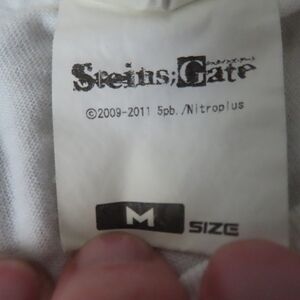 Steins;Gate
©2009-2011 5pb./Nitroplus
M SIZE